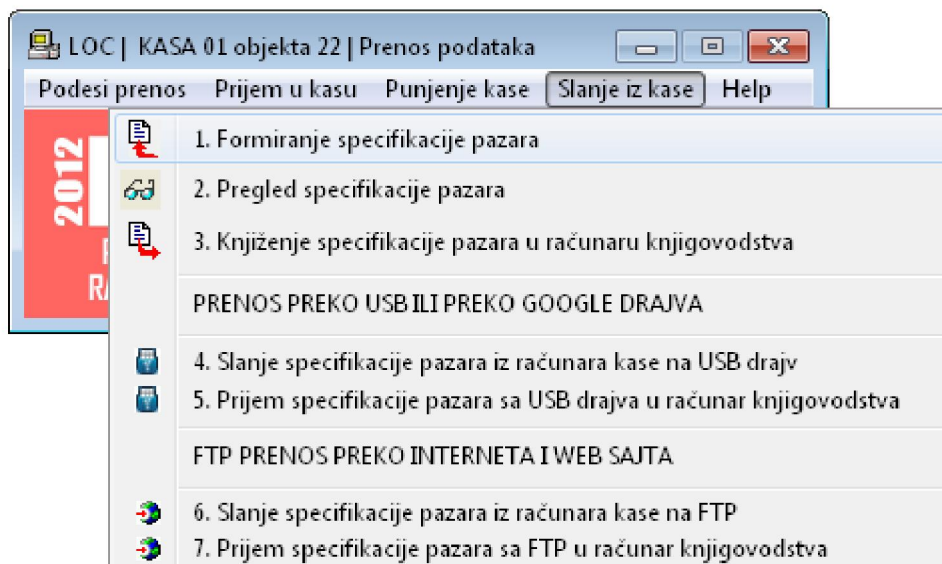 LOC | KASA 01 objekta 22 | Prenos podataka
Podesi prenos Prijem u kasu Punjenje kase Slanje iz kase Help
2012
1. Formiranje specifikacije pazara
2. Pregled specifikacije pazara
3. Knjiženje specifikacije pazara u računaru knjigovodstva
PRENOS PREKO USB ILI PREKO GOOGLE DRAJVA
4. Slanje specifikacije pazara iz računara kase na USB drajv
5. Prijem specifikacije pazara sa USB drajva u računar knjigovodstva
FTP PRENOS PREKO INTERNETA I WEB SAJTA
6. Slanje specifikacije pazara iz računara kase na FTP
7. Prijem specifikacije pazara sa FTP u računar knjigovodstva